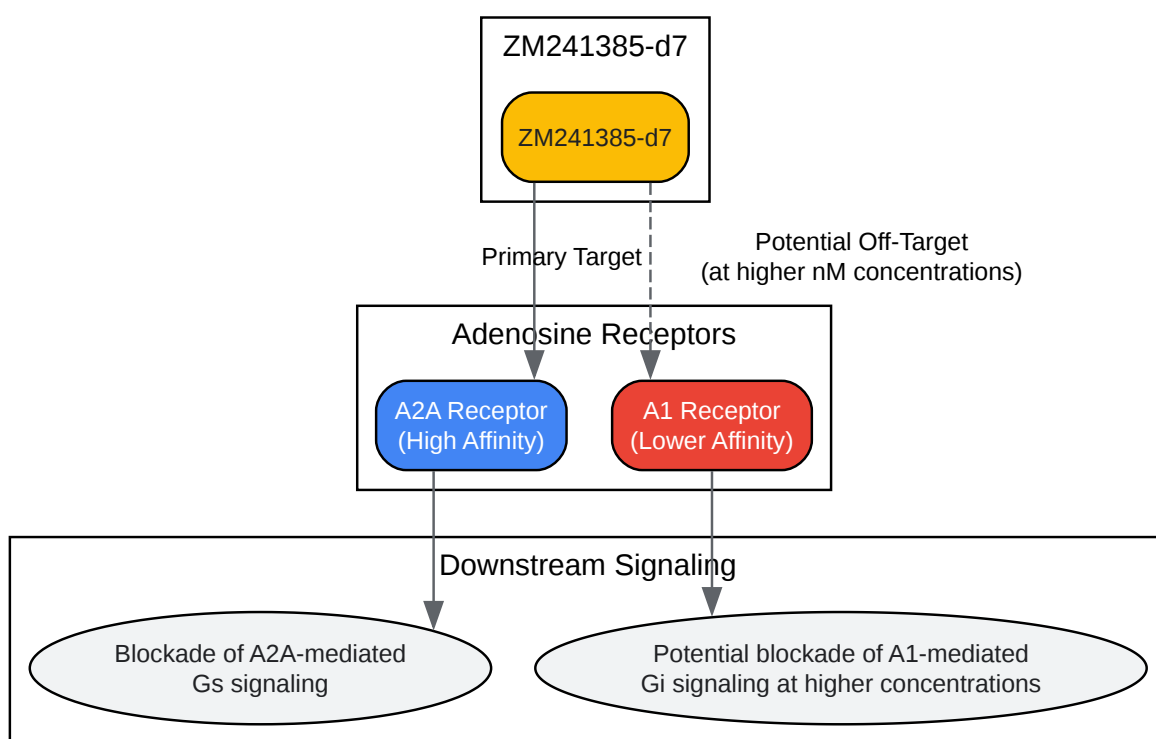 ZM241385-d7
ZM241385-d7
Primary Target
Potential Off-Target
(at higher nM concentrations)
Adenosine Receptors
A2A Receptor
(High Affinity)
A1 Receptor
(Lower Affinity)
Downstream Signaling
Blockade of A2A-mediated
Gs signaling
Potential blockade of A1-mediated
Gi signaling at higher concentrations